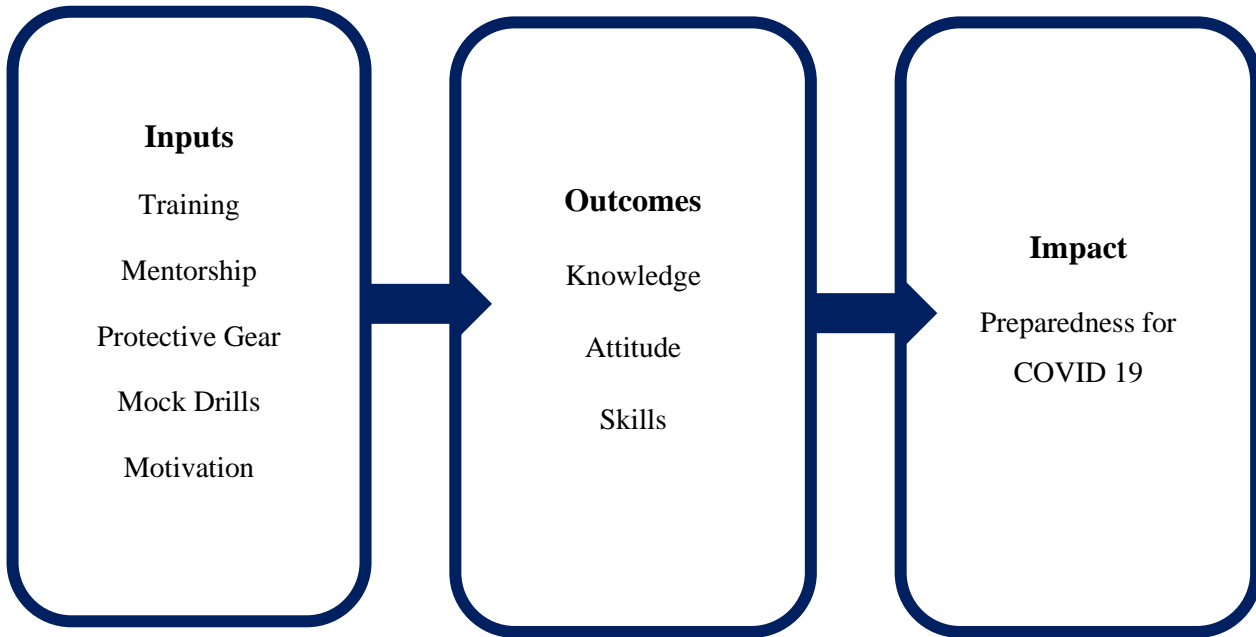 Inputs
Training
Mentorship
Protective Gear
Mock Drills
Motivation
Outcomes
Knowledge
Attitude
Skills
Impact
Preparedness for
COVID 19